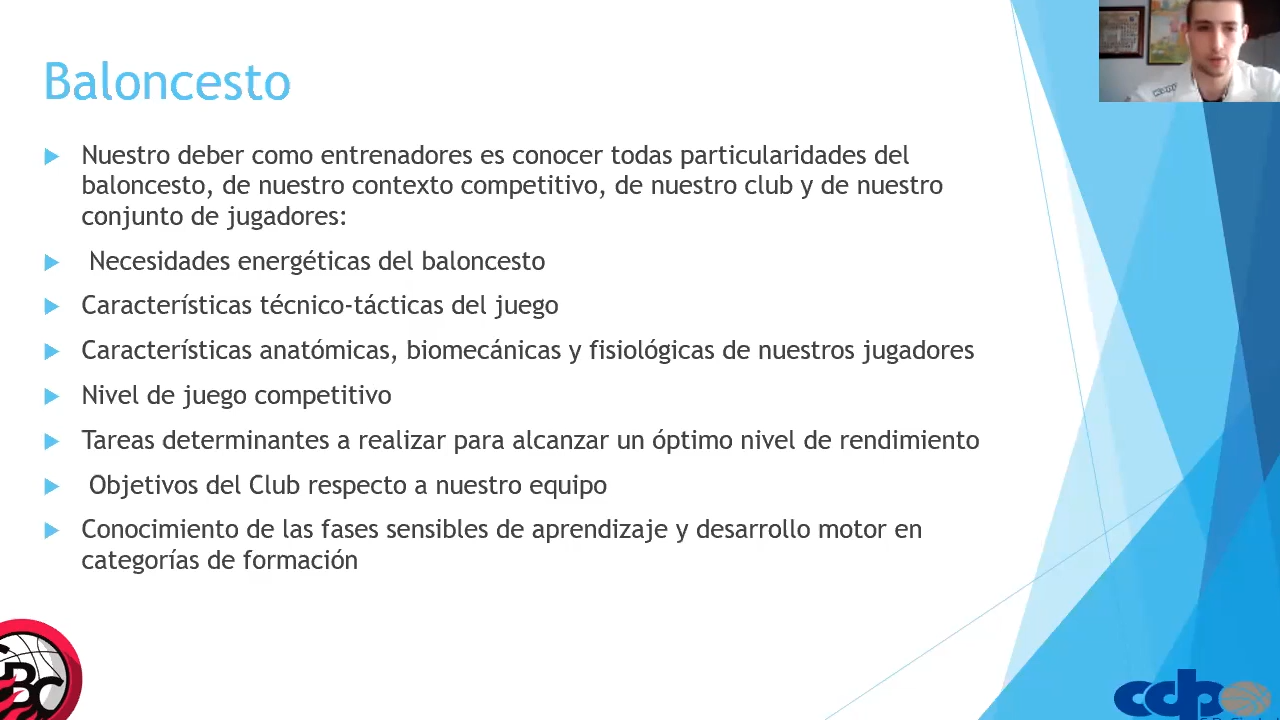 Baloncesto
Nuestro deber como entrenadores es conocer todas particularidades del
baloncesto, de nuestro contexto competitivo, de nuestro club y de nuestro
conjunto de jugadores:
Necesidades energéticas del baloncesto
Características técnico-tácticas del juego
Características anatómicas, biomecánicas y fisiológicas de nuestros jugadores
Nivel de juego competitivo
Tareas determinantes a realizar para alcanzar un óptimo nivel de rendimiento
Objetivos del Club respecto a nuestro equipo
Conocimiento de las fases sensibles de aprendizaje y desarrollo motor en
categorías de formación
BC
cdp